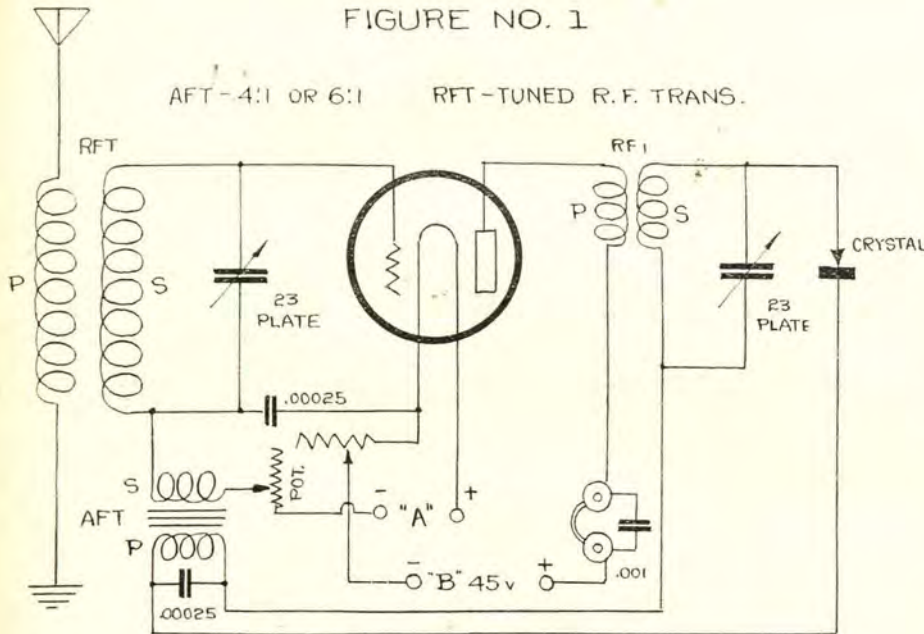 FIGURE NO. 1
AFT-4:1 OR 6:1 RFT-TUNED R.F. TRANS.
RFT
RFT
P
S
P
S
CRYSTAL
23
PLATE
23
PLATE
.00025
S
POT.
- "A" +
AFT
P
.001
- "B" 45v +
.00025